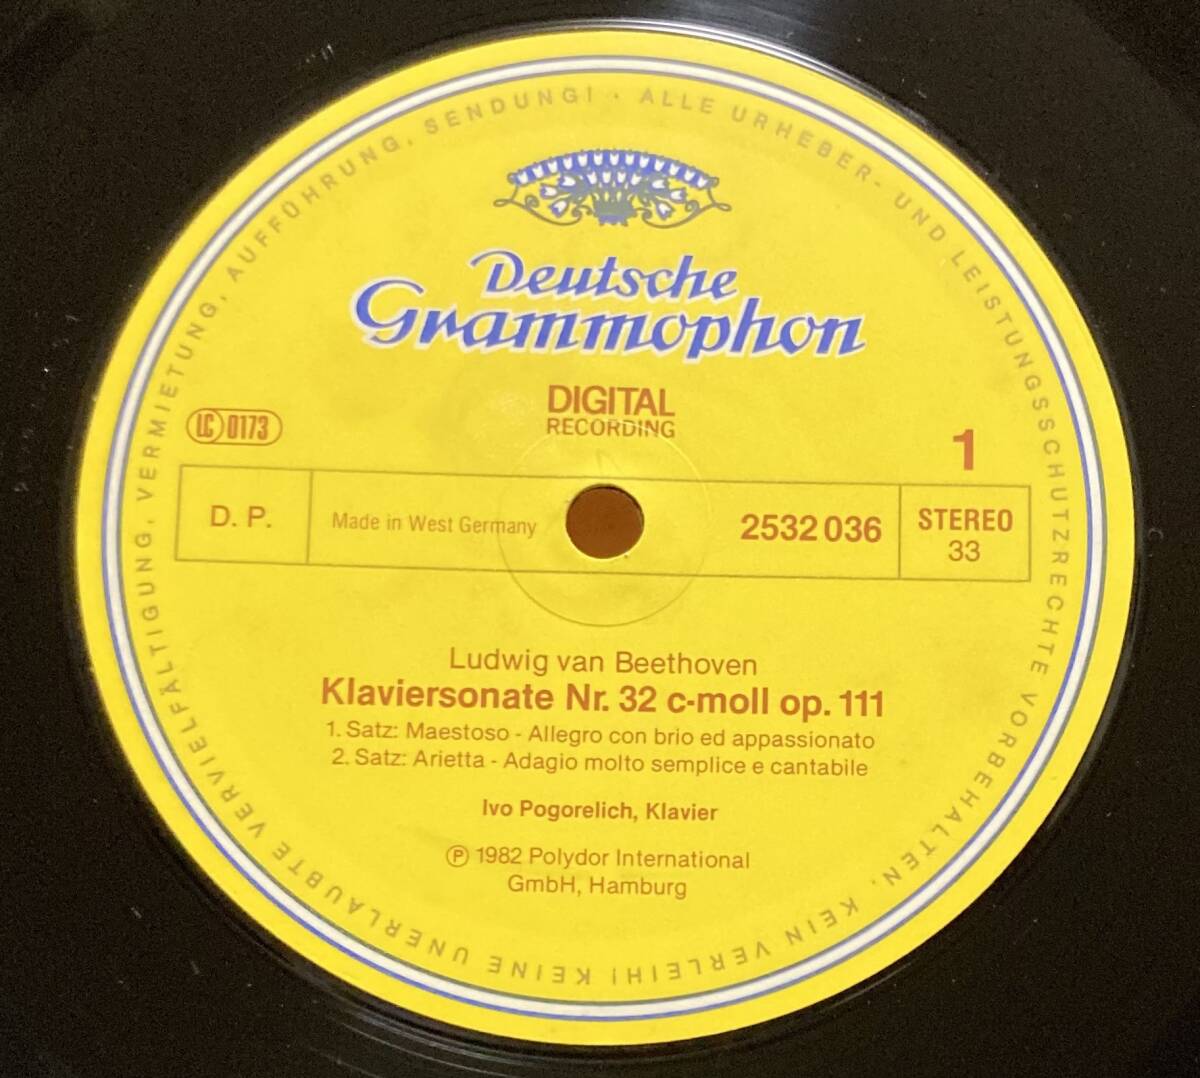 ALLE URHEBER- UND LEISTUNGSSCHUTZRECHTE VORBEHALTEN. KEIN VERLEIH! KEINE UNERLAUBTE VERVIELFÄLTIGUNG, VERMIETUNG, AUFFÜHRUNG, SENDUNG! ·
Deutsche
Grammophon
DIGITAL
RECORDING
LC 0173
1
D. P.
Made in West Germany
2532 036
STEREO
33
Ludwig van Beethoven
Klaviersonate Nr. 32 c-moll op. 111
1. Satz: Maestoso - Allegro con brio ed appassionato
2. Satz: Arietta - Adagio molto semplice e cantabile
Ivo Pogorelich, Klavier
℗ 1982 Polydor International
GmbH, Hamburg